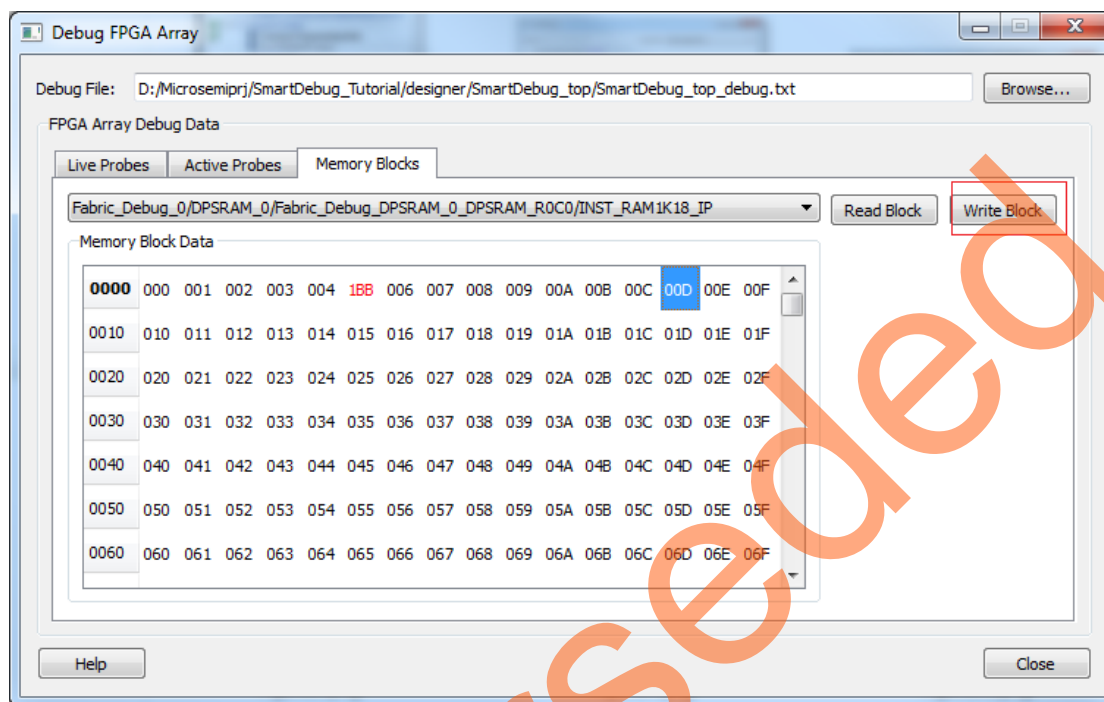 Debug FPGA Array
Debug File: D:/Microsemiprj/SmartDebug_Tutorial/designer/SmartDebug_top/SmartDebug_top_debug.txt Browse...
FPGA Array Debug Data
Live Probes Active Probes Memory Blocks
Fabric_Debug_0/DPSRAM_0/Fabric_Debug_DPSRAM_0_DPSRAM_R0C0/INST_RAM1K18_IP Read Block Write Block
Memory Block Data
0000 000 001 002 003 004 1BB 006 007 008 009 00A 00B 00C 00D 00E 00F
0010 010 011 012 013 014 015 016 017 018 019 01A 01B 01C 01D 01E 01F
0020 020 021 022 023 024 025 026 027 028 029 02A 02B 02C 02D 02E 02F
0030 030 031 032 033 034 035 036 037 038 039 03A 03B 03C 03D 03E 03F
0040 040 041 042 043 044 045 046 047 048 049 04A 04B 04C 04D 04E 04F
0050 050 051 052 053 054 055 056 057 058 059 05A 05B 05C 05D 05E 05F
0060 060 061 062 063 064 065 066 067 068 069 06A 06B 06C 06D 06E 06F
Help Close
sed